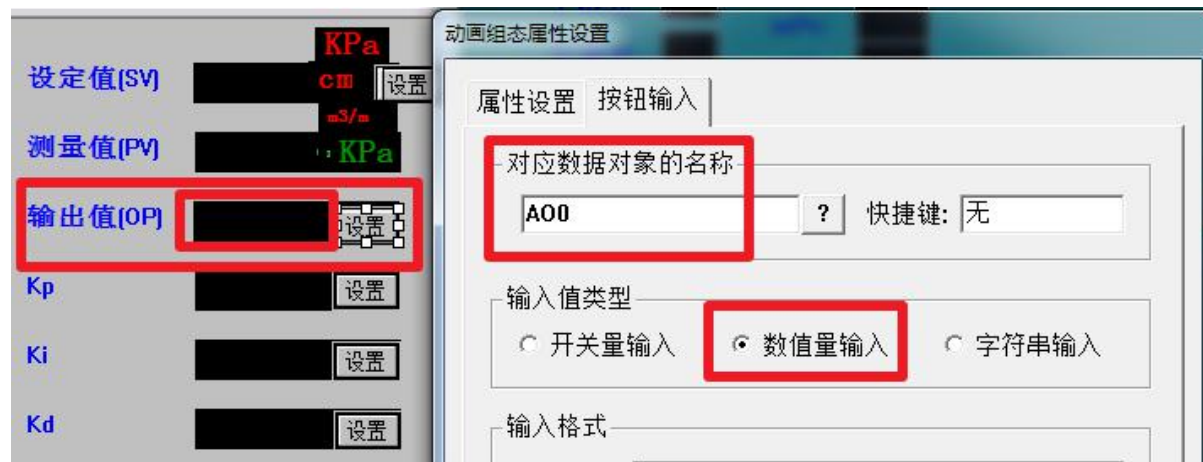 KPa
设定值(SV)
cm
设置
m3/m
测量值(PV)
KPa
输出值(OP)
设置
Kp
设置
Ki
设置
Kd
设置
动画组态属性设置
属性设置
按钮输入
对应数据对象的名称
AO0
?
快捷键:
无
输入值类型
开关量输入
数值量输入
字符串输入
输入格式